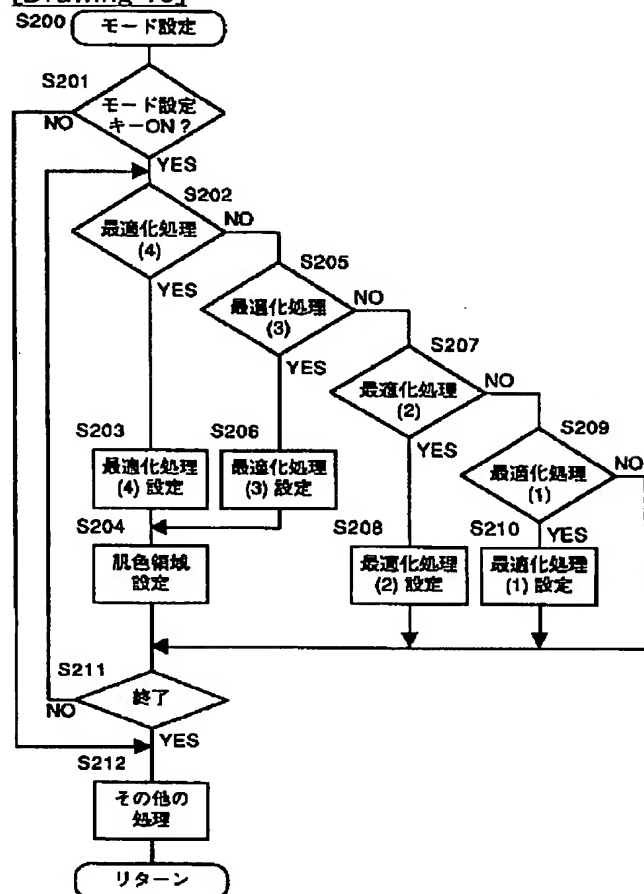 S200
モード設定
S201
モード設定
キーON？
NO
YES
S202
最適化処理
(4)
NO
YES
S205
最適化処理
(3)
NO
YES
S207
最適化処理
(2)
NO
YES
S209
最適化処理
(1)
NO
YES
S203
最適化処理
(4) 設定
S206
最適化処理
(3) 設定
S204
肌色領域
設定
S208
最適化処理
(2) 設定
S210
最適化処理
(1) 設定
S211
終了
NO
YES
S212
その他の
処理
リターン